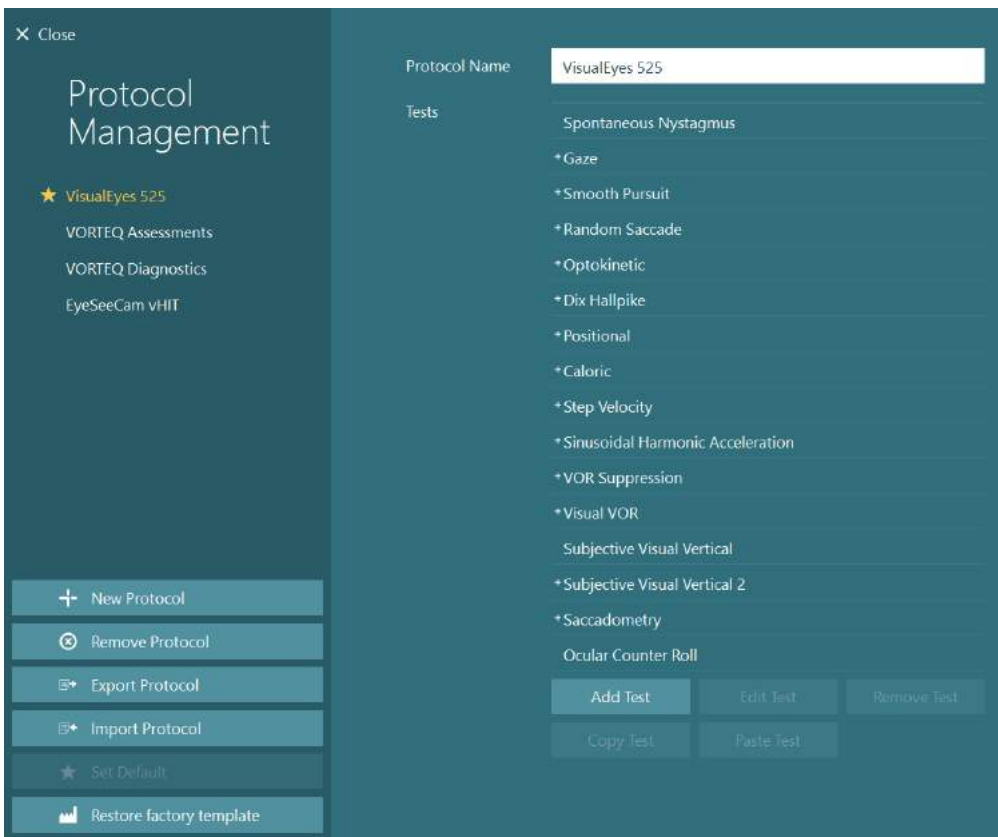 Close
Protocol
Management
VisualEyes 525
VORTEQ Assessments
VORTEQ Diagnostics
EyeSeeCam vHIT
New Protocol
Remove Protocol
Export Protocol
Import Protocol
Set Default
Restore factory template
Protocol Name
VisualEyes 525
Tests
Spontaneous Nystagmus
+Gaze
+Smooth Pursuit
+Random Saccade
+Optokinetic
+Dix Hallpike
+Positional
+Caloric
+Step Velocity
+Sinusoidal Harmonic Acceleration
+VOR Suppression
+Visual VOR
Subjective Visual Vertical
+Subjective Visual Vertical 2
+Saccadometry
Ocular Counter Roll
Add Test Edit Test Remove Test
Copy Test Paste Test